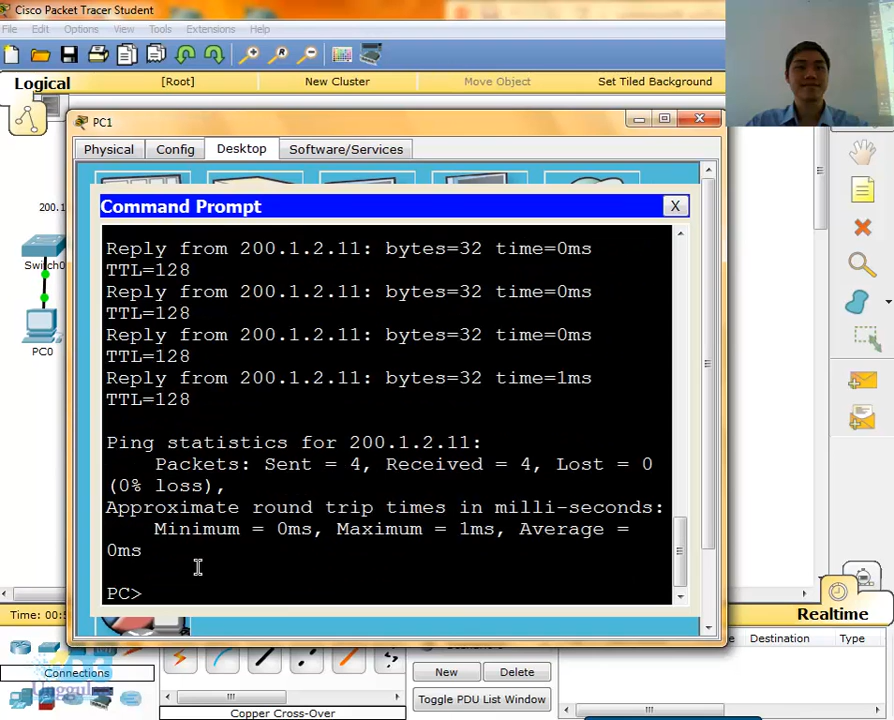 Cisco Packet Tracer Student
File Edit Options View Tools Extensions Help
Logical [Root] New Cluster Move Object Set Tiled Background
PC1
Physical Config Desktop Software/Services
200.1
Command Prompt X
Reply from 200.1.2.11: bytes=32 time=0ms
TTL=128
Switch0
Reply from 200.1.2.11: bytes=32 time=0ms
TTL=128
Reply from 200.1.2.11: bytes=32 time=0ms
TTL=128
PC0
Reply from 200.1.2.11: bytes=32 time=1ms
TTL=128
Ping statistics for 200.1.2.11:
Packets: Sent = 4, Received = 4, Lost = 0
(0% loss),
Approximate round trip times in milli-seconds:
Minimum = 0ms, Maximum = 1ms, Average =
0ms
PC>
Time: 00: Realtime
Destination Type
Connections
New Delete
Toggle PDU List Window
Copper Cross-Over